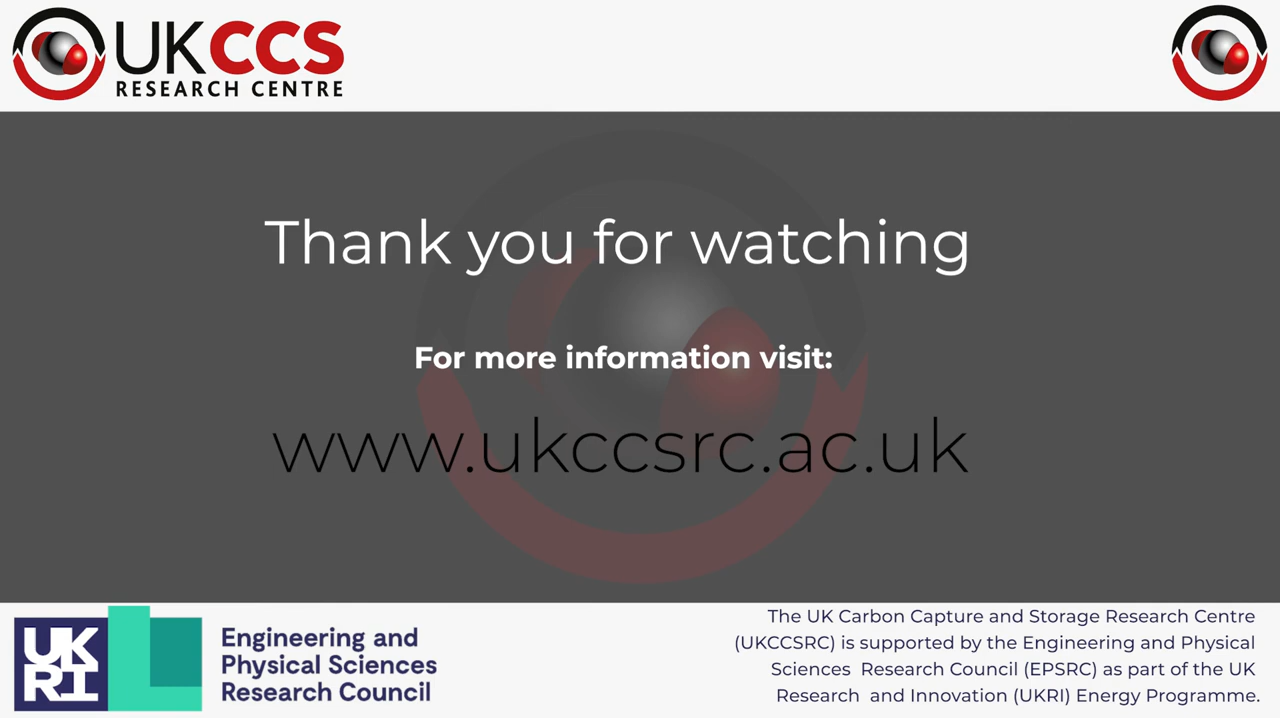 UKCCS
RESEARCH CENTRE
Thank you for watching
For more information visit:
www.ukccsrc.ac.uk
UK
RI
Engineering and
Physical Sciences
Research Council
The UK Carbon Capture and Storage Research Centre
(UKCCSRC) is supported by the Engineering and Physical
Sciences Research Council (EPSRC) as part of the UK
Research and Innovation (UKRI) Energy Programme.